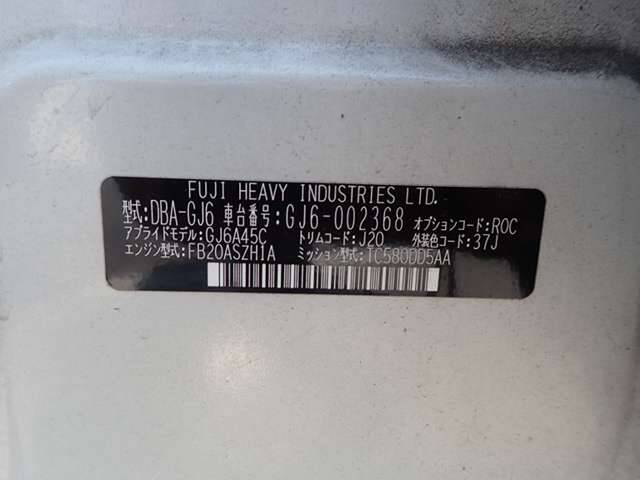 FUJI HEAVY INDUSTRIES LTD.
型式:DBA-GJ6 車台番号:GJ6-002368 オプションコード:ROC
アプライドモデル:GJ6A45C トリムコード:J20 外装色コード:37J
エンジン型式:FB20ASZH1A ミッション型式:TC580DD5AA